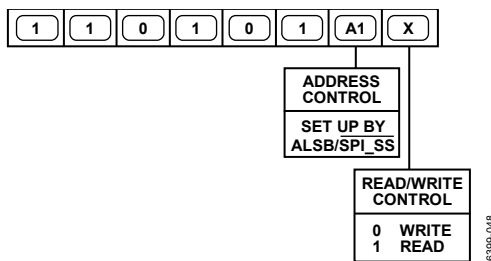 1 1 0 1 0 1 A1 X
ADDRESS
CONTROL
SET UP BY
ALSB/SPI_SS
READ/WRITE
CONTROL
0 WRITE
1 READ
6399-048